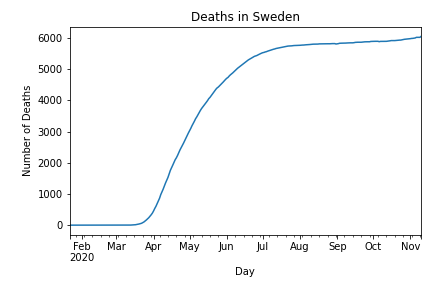 Deaths in Sweden
Number of Deaths
6000
5000
4000
3000
2000
1000
0
Feb Mar Apr May Jun Jul Aug Sep Oct Nov
2020
Day